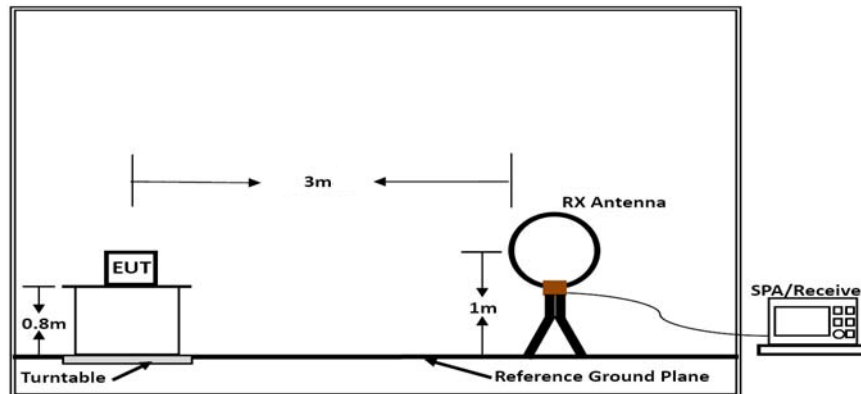 3m
RX Antenna
EUT
SPA/Receive
0.8m
1m
Turntable
Reference Ground Plane